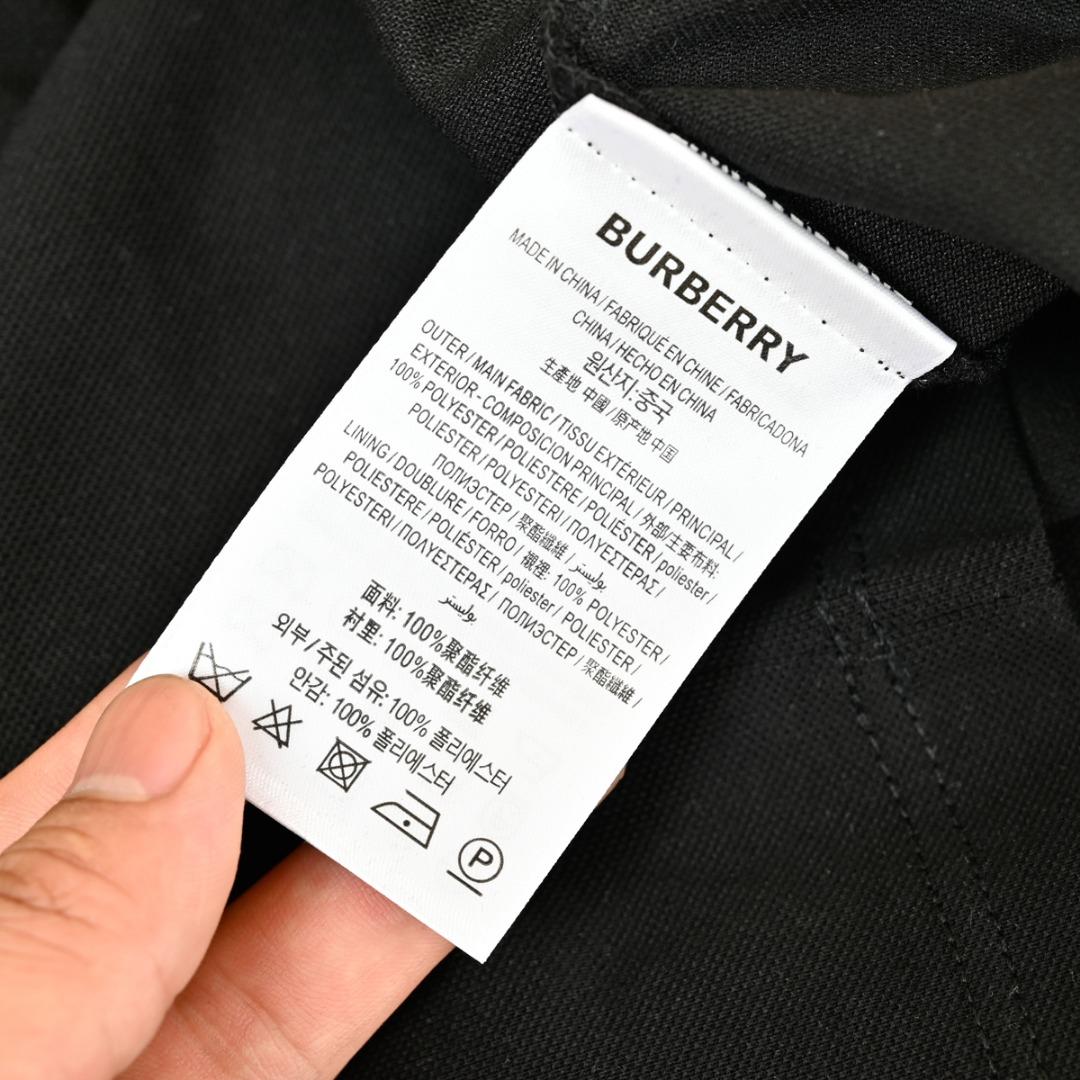 BURBERRY
MADE IN CHINA / FABRIQUÉ EN CHINE / FABRICADONA
CHINA / HECHO EN CHINA
원산지: 중국
生產地 中國 / 原产地 中国
OUTER / MAIN FABRIC / TISSU EXTÉRIEUR / PRINCIPAL /
EXTERIOR - COMPOSICION PRINCIPAL / 外部/主要布料:
100% POLYESTER / POLIESTERE / POLIÉSTER / poliester /
POLIESTER / POLYESTERI / ΠΟΛΥΕΣΤΕΡΑΣ /
ПОЛИЭСТЕР / 聚酯纖維 / بوليستر
LINING / DOUBLURE / FORRO / 襯裡: 100% POLYESTER /
POLIESTERE / POLIÉSTER / poliester / POLIESTER /
POLYESTERI / ΠΟΛΥΕΣΤΕΡΑΣ / ПОЛИЭСТЕР / 聚酯纖維 /
بوليستر
面料: 100%聚酯纤维
衬里: 100%聚酯纤维
외부 / 주된 섬유: 100% 폴리에스터
안감: 100% 폴리에스터
P